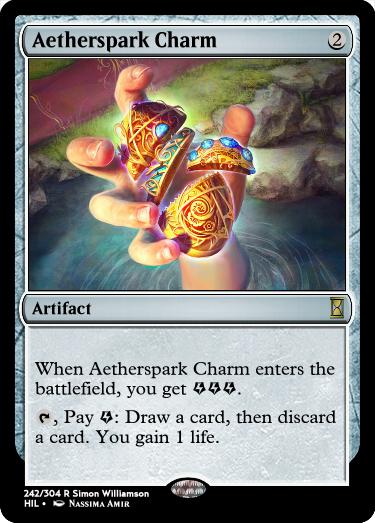 Aetherspark Charm 2
Artifact
When Aetherspark Charm enters the
battlefield, you get .
, Pay : Draw a card, then discard
a card. You gain 1 life.
242/304 R Simon Williamson
HIL • Nassima Amir